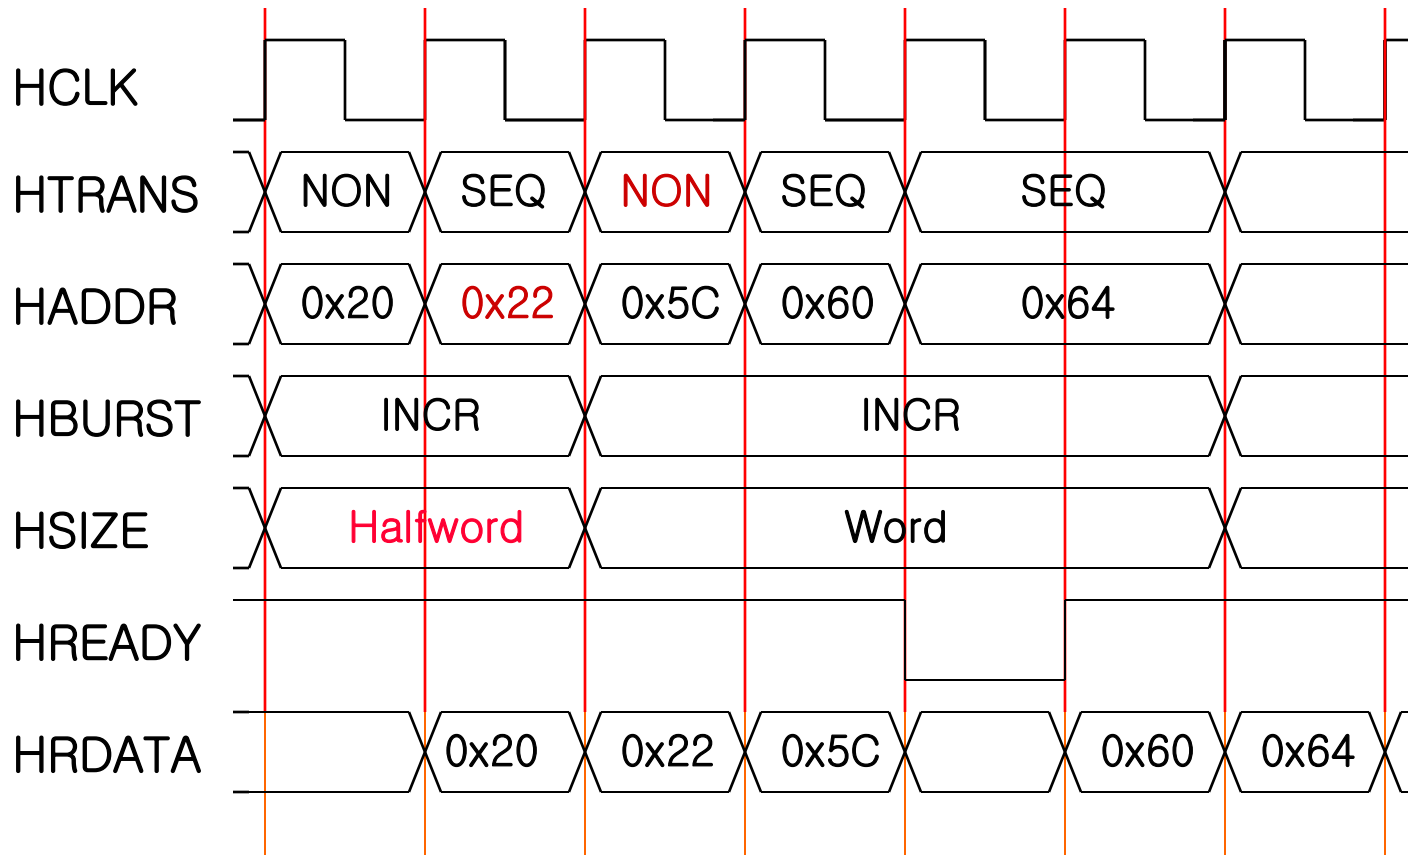 HCLK
HTRANS NON SEQ NON SEQ SEQ
HADDR 0x20 0x22 0x5C 0x60 0x64
HBURST INCR INCR
HSIZE Halfword Word
HREADY
HRDATA 0x20 0x22 0x5C 0x60 0x64